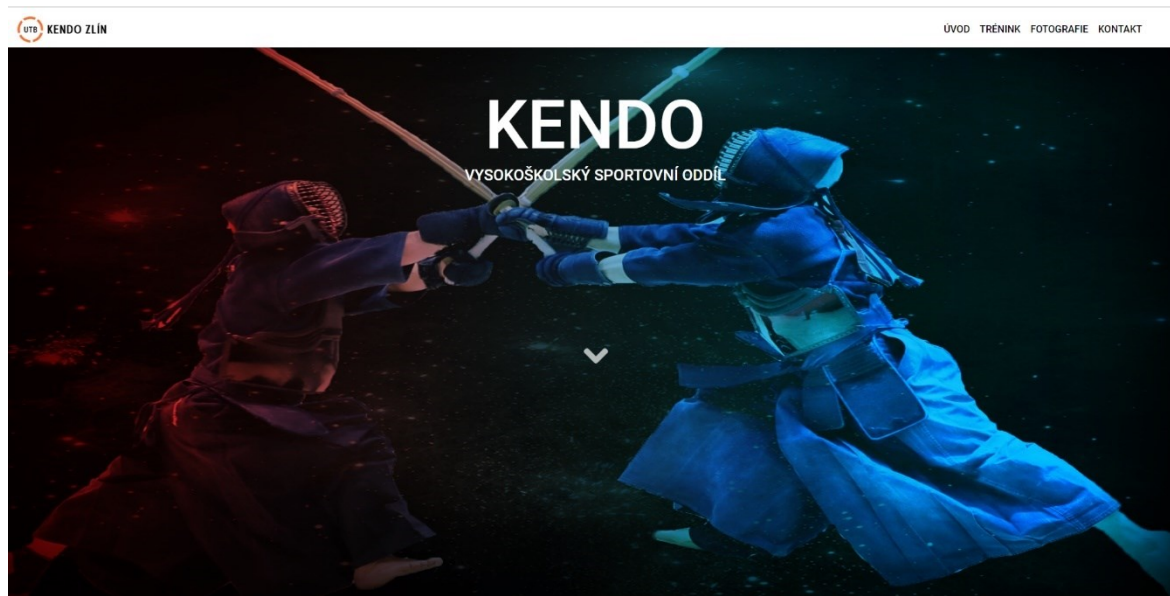 UTB KENDO ZLÍN
ÚVOD TRÉNINK FOTOGRAFIE KONTAKT
KENDO
VYSOKOŠKOLSKÝ SPORTOVNÍ ODDÍL